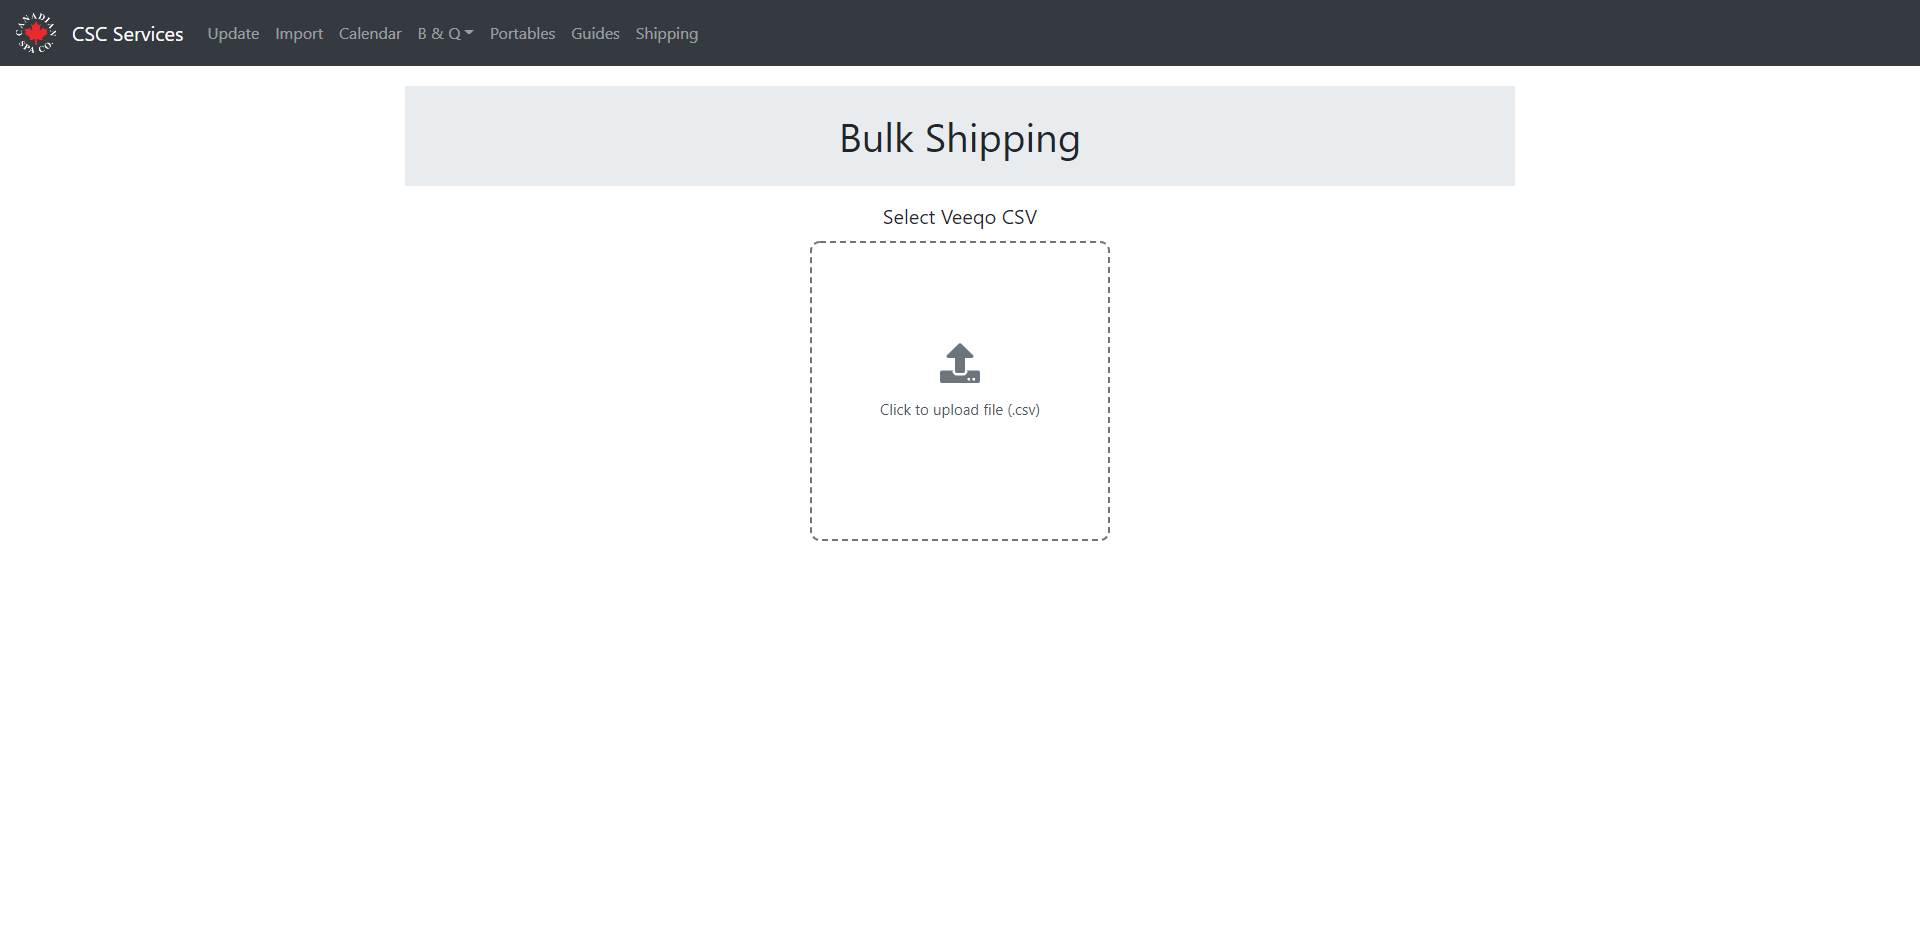 CANADIAN
SPA CO.
CSC Services
Update
Import
Calendar
B & Q
Portables
Guides
Shipping
Bulk Shipping
Select Veeqo CSV
Click to upload file (.csv)